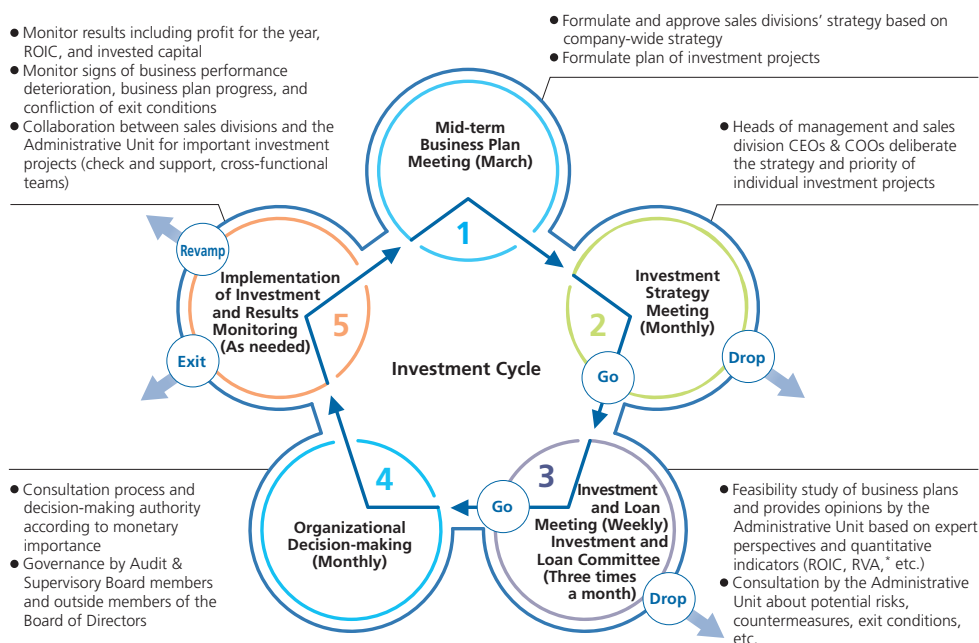 ● Monitor results including profit for the year,
ROIC, and invested capital
● Monitor signs of business performance
deterioration, business plan progress, and
confliction of exit conditions
● Collaboration between sales divisions and the
Administrative Unit for important investment
projects (check and support, cross-functional
teams)
● Formulate and approve sales divisions’ strategy based on
company-wide strategy
● Formulate plan of investment projects
Mid-term
Business Plan
Meeting (March)
1
● Heads of management and sales
division CEOs & COOs deliberate
the strategy and priority of
individual investment projects
Revamp
Implementation
of Investment
and Results
Monitoring
(As needed)
5
Exit
Investment
Strategy
Meeting
(Monthly)
2
Go
Drop
Investment Cycle
4
Organizational
Decision-making
(Monthly)
3
Go
Investment
and Loan
Meeting (Weekly)
Investment and
Loan Committee
(Three times
a month)
Drop
● Consultation process and
decision-making authority
according to monetary
importance
● Governance by Audit &
Supervisory Board members
and outside members of the
Board of Directors
● Feasibility study of business plans
and provides opinions by the
Administrative Unit based on expert
perspectives and quantitative
indicators (ROIC, RVA,* etc.)
● Consultation by the Administrative
Unit about potential risks,
countermeasures, exit conditions,
etc.